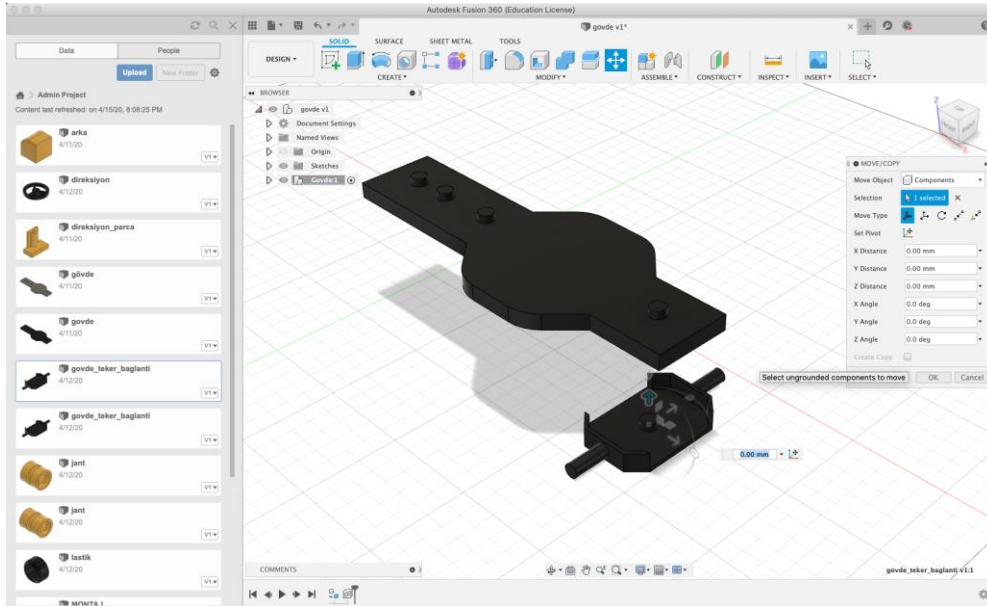 Autodesk Fusion 360 (Education License)
govde v1*
Data
People
Upload
New Folder
Admin Project
Content last refreshed: on 4/15/20, 8:08:25 PM
arka
4/11/20
V1
direksiyon
4/12/20
V1
direksiyon_parca
4/11/20
V1
gövde
4/11/20
V1
govde
4/11/20
V1
govde_teker_baglanti
4/12/20
V1
govde_teker_baglanti
4/12/20
V1
jant
4/12/20
V1
jant
4/12/20
V1
lastik
4/12/20
V1
MONTAJ
SOLID
SURFACE
SHEET METAL
TOOLS
DESIGN
CREATE
MODIFY
ASSEMBLE
CONSTRUCT
INSPECT
INSERT
SELECT
BROWSER
govde v1
Document Settings
Named Views
Origin
Sketches
Govde:1
Z
TOP
FRONT
RIGHT
X
MOVE/COPY
Move Object
Components
Selection
1 selected
Move Type
Set Pivot
X Distance
0.00 mm
Y Distance
0.00 mm
Z Distance
0.00 mm
X Angle
0.0 deg
Y Angle
0.0 deg
Z Angle
0.0 deg
Create Copy
Select ungrounded components to move
OK
Cancel
0.00 mm
COMMENTS
govde_teker_baglanti v1:1